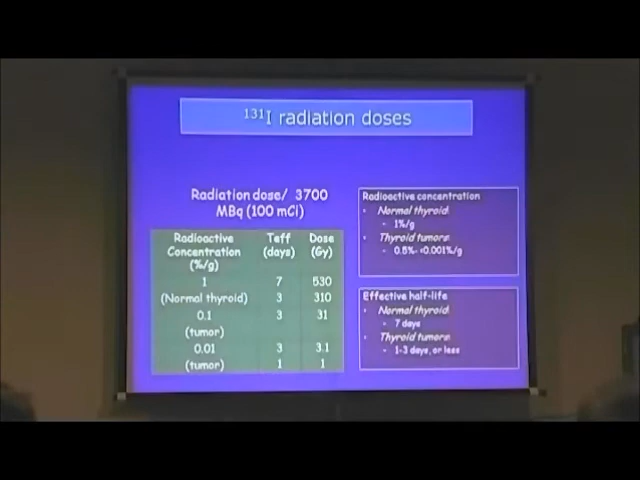 ¹³¹I radiation doses
Radiation dose/ 3700
MBq (100 mCi)
Radioactive Concentration (%/g) Teff (days) Dose (Gy)
1 7 530
(Normal thyroid) 3 310
0.1 3 31
(tumor)
0.01 3 3.1
(tumor) 1 1
Radioactive concentration
• Normal thyroid:
- 1%/g
• Thyroid tumors:
- 0.5%- <0.001%/g
Effective half-life
• Normal thyroid:
- 7 days
• Thyroid tumors:
- 1-3 days, or less